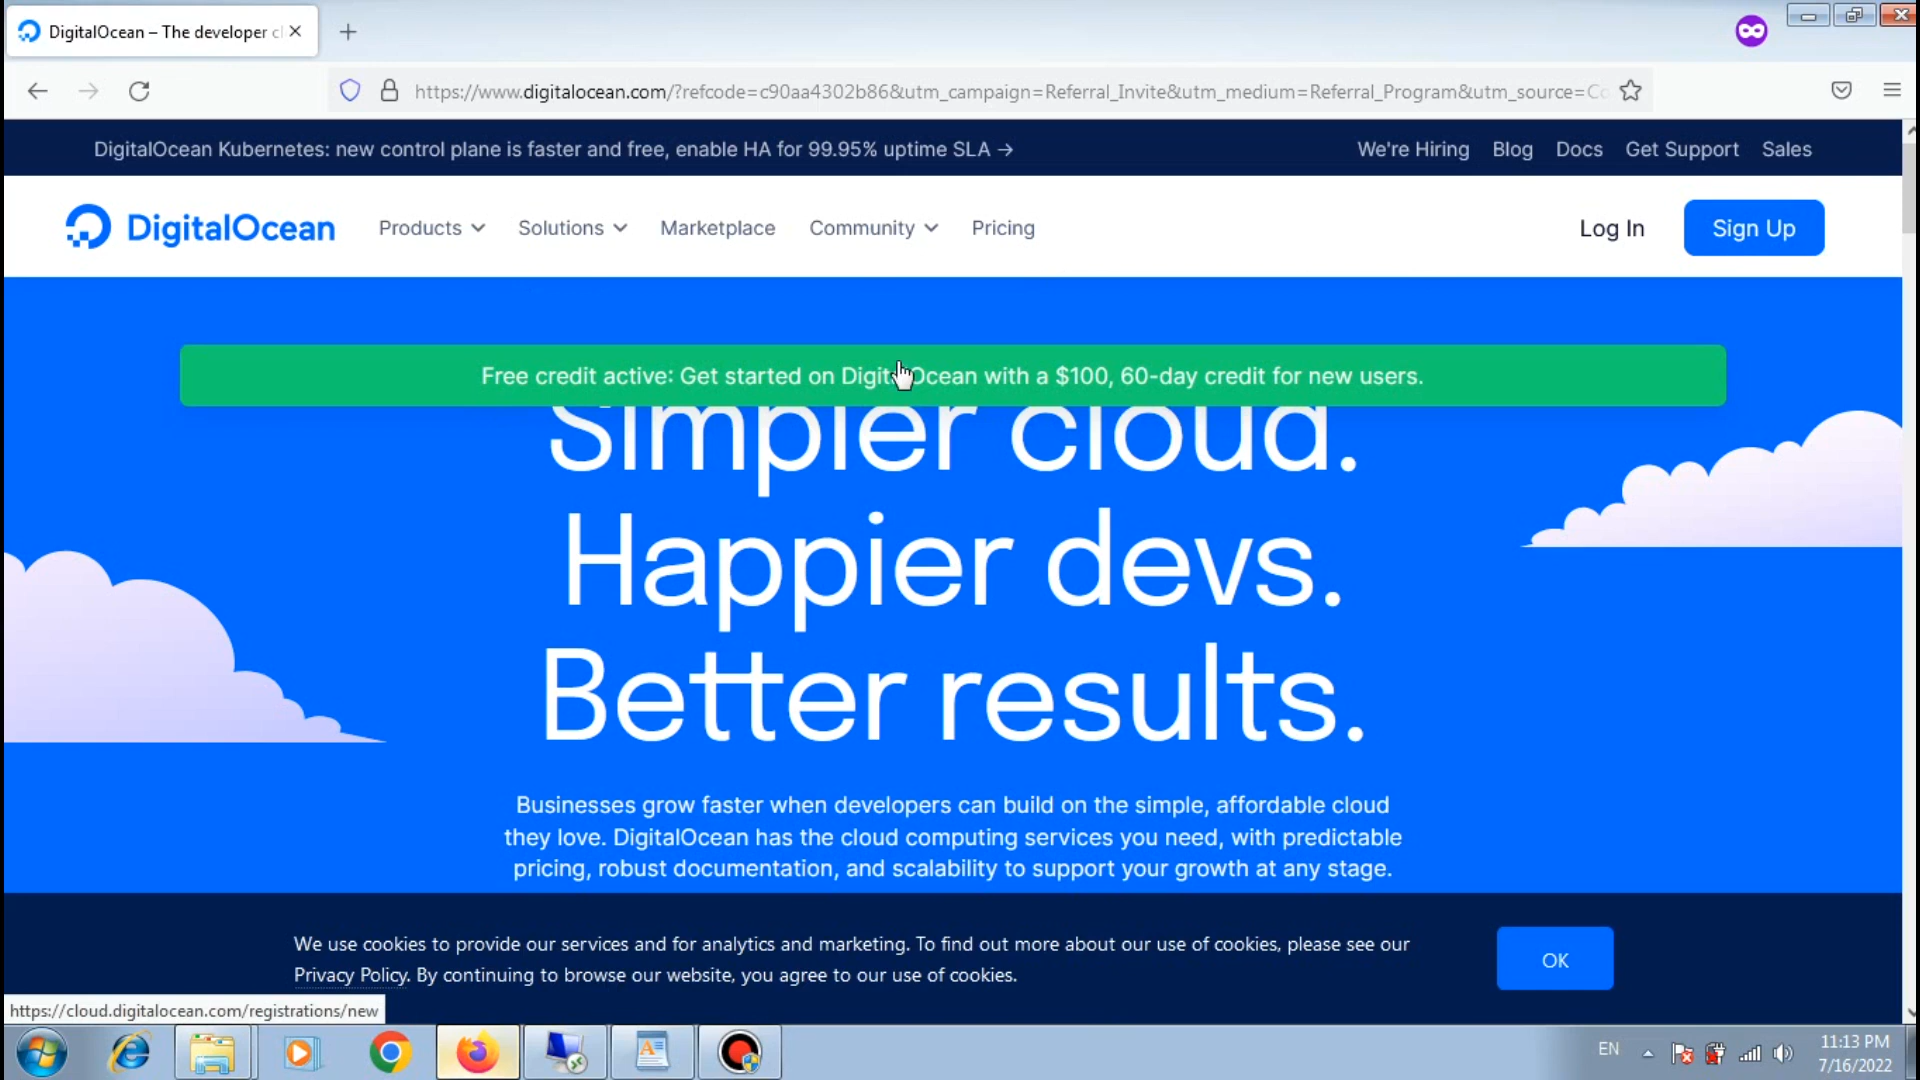 DigitalOcean – The developer cl
https://www.digitalocean.com/?refcode=c90aa4302b86&utm_campaign=Referral_Invite&utm_medium=Referral_Program&utm_source=Co
DigitalOcean Kubernetes: new control plane is faster and free, enable HA for 99.95% uptime SLA →
We're Hiring Blog Docs Get Support Sales
DigitalOcean Products Solutions Marketplace Community Pricing Log In Sign Up
Free credit active: Get started on DigitalOcean with a $100, 60-day credit for new users.
Simpler cloud.
Happier devs.
Better results.
Businesses grow faster when developers can build on the simple, affordable cloud
they love. DigitalOcean has the cloud computing services you need, with predictable
pricing, robust documentation, and scalability to support your growth at any stage.
We use cookies to provide our services and for analytics and marketing. To find out more about our use of cookies, please see our
Privacy Policy. By continuing to browse our website, you agree to our use of cookies.
OK
https://cloud.digitalocean.com/registrations/new
EN
11:13 PM
7/16/2022